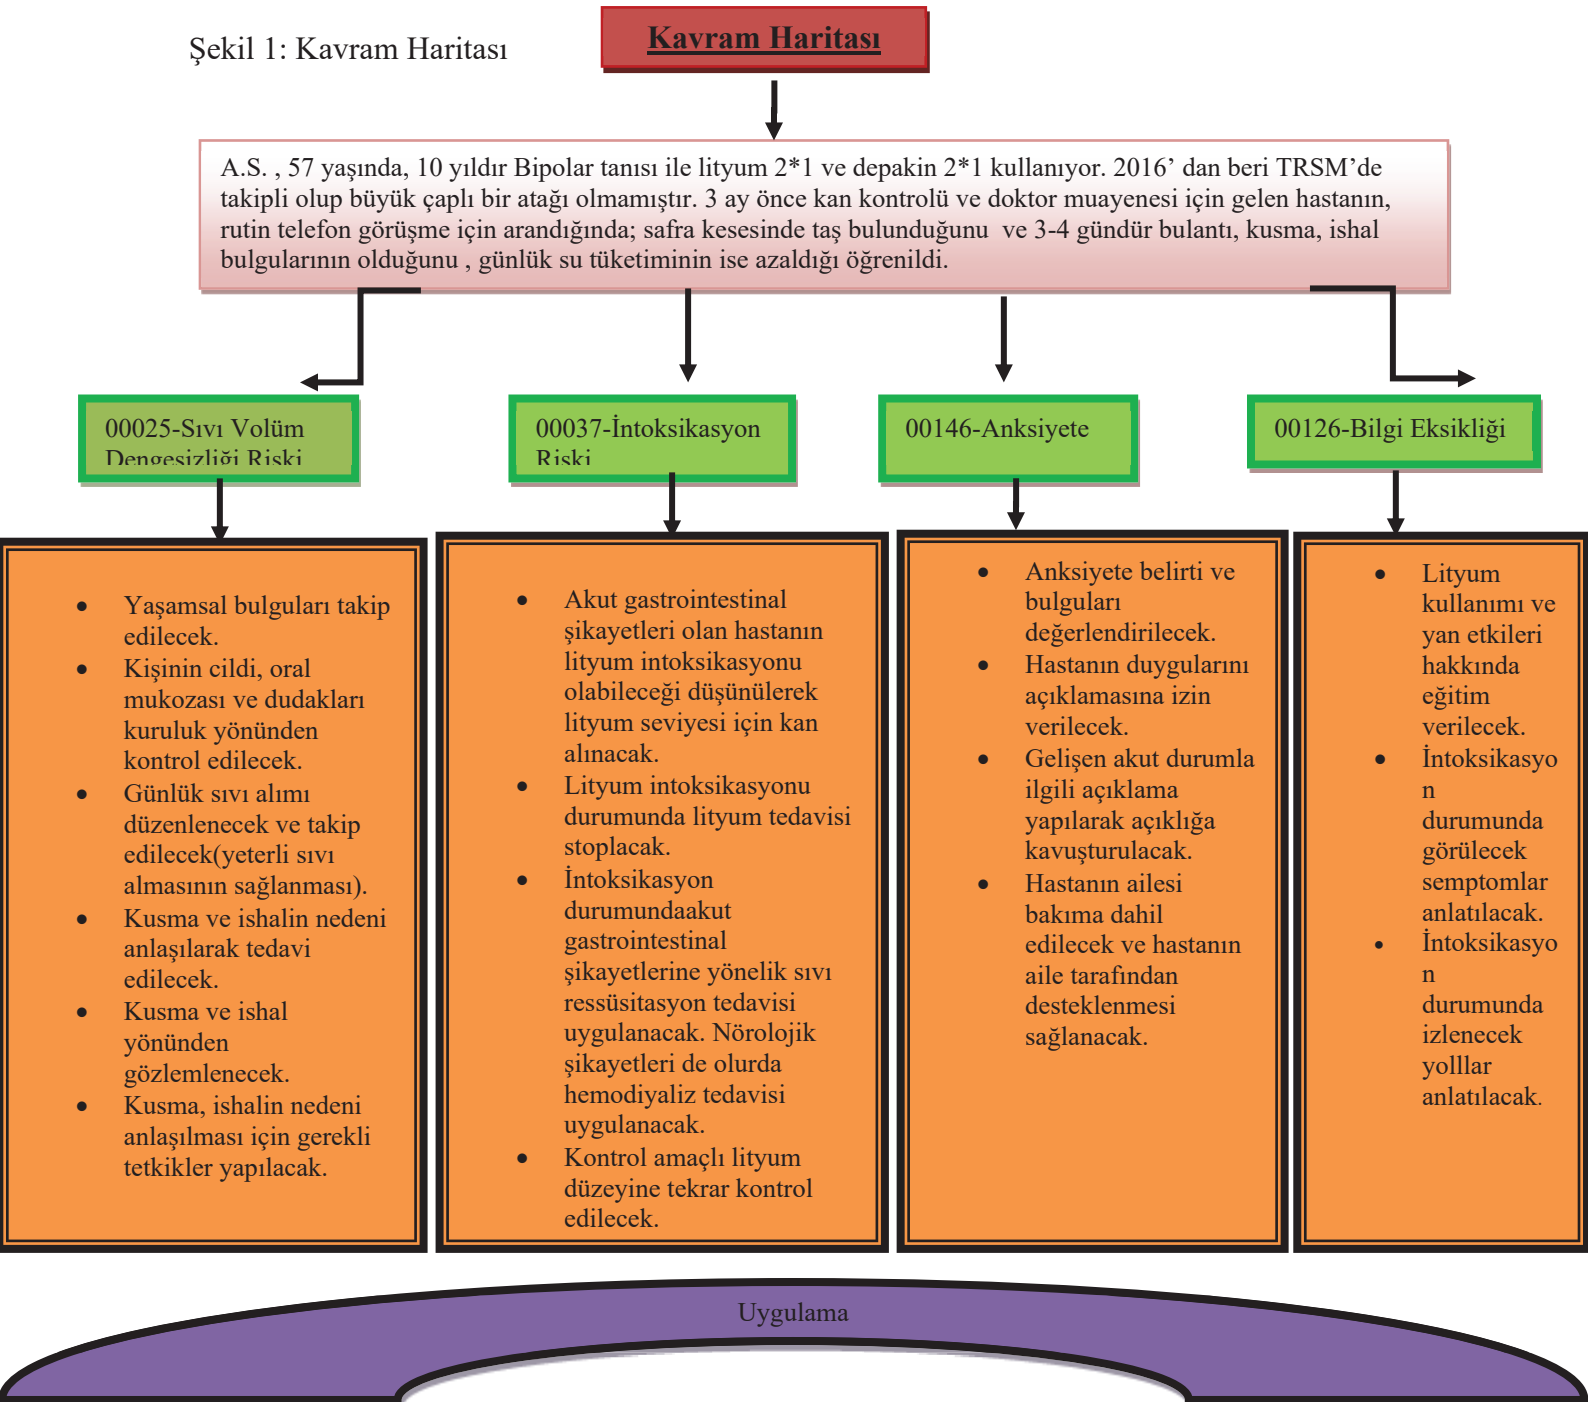 Şekil 1: Kavram Haritası
Kavram Haritası
A.S. , 57 yaşında, 10 yıldır Bipolar tanısı ile lityum 2*1 ve depakin 2*1 kullanıyor. 2016’ dan beri TRSM’de
takipli olup büyük çaplı bir atağı olmamıştır. 3 ay önce kan kontrolü ve doktor muayenesi için gelen hastanın,
rutin telefon görüşme için arandığında; safra kesesinde taş bulunduğunu ve 3-4 gündür bulantı, kusma, ishal
bulgularının olduğunu , günlük su tüketiminin ise azaldığı öğrenildi.
00025-Sıvı Volüm
Dengesizliği Riski
00037-İntoksikasyon
Riski
00146-Anksiyete
00126-Bilgi Eksikliği
• Yaşamsal bulguları takip
edilecek.
• Kişinin cildi, oral
mukozası ve dudakları
kuruluk yönünden
kontrol edilecek.
• Günlük sıvı alımı
düzenlenecek ve takip
edilecek(yeterli sıvı
almasının sağlanması).
• Kusma ve ishalin nedeni
anlaşılarak tedavi
edilecek.
• Kusma ve ishal
yönünden
gözlemlenecek.
• Kusma, ishalin nedeni
anlaşılması için gerekli
tetkikler yapılacak.
• Akut gastrointestinal
şikayetleri olan hastanın
lityum intoksikasyonu
olabileceği düşünülerek
lityum seviyesi için kan
alınacak.
• Lityum intoksikasyonu
durumunda lityum tedavisi
stoplacak.
• İntoksikasyon
durumundaakut
gastrointestinal
şikayetlerine yönelik sıvı
ressüsitasyon tedavisi
uygulanacak. Nörolojik
şikayetleri de olurda
hemodiyaliz tedavisi
uygulanacak.
• Kontrol amaçlı lityum
düzeyine tekrar kontrol
edilecek.
• Anksiyete belirti ve
bulguları
değerlendirilecek.
• Hastanın duygularını
açıklamasına izin
verilecek.
• Gelişen akut durumla
ilgili açıklama
yapılarak açıklığa
kavuşturulacak.
• Hastanın ailesi
bakıma dahil
edilecek ve hastanın
aile tarafından
desteklenmesi
sağlanacak.
• Lityum
kullanımı ve
yan etkileri
hakkında
eğitim
verilecek.
• İntoksikasyo
n
durumunda
görülecek
semptomlar
anlatılacak.
• İntoksikasyo
n
durumunda
izlenecek
yolllar
anlatılacak.
Uygulama